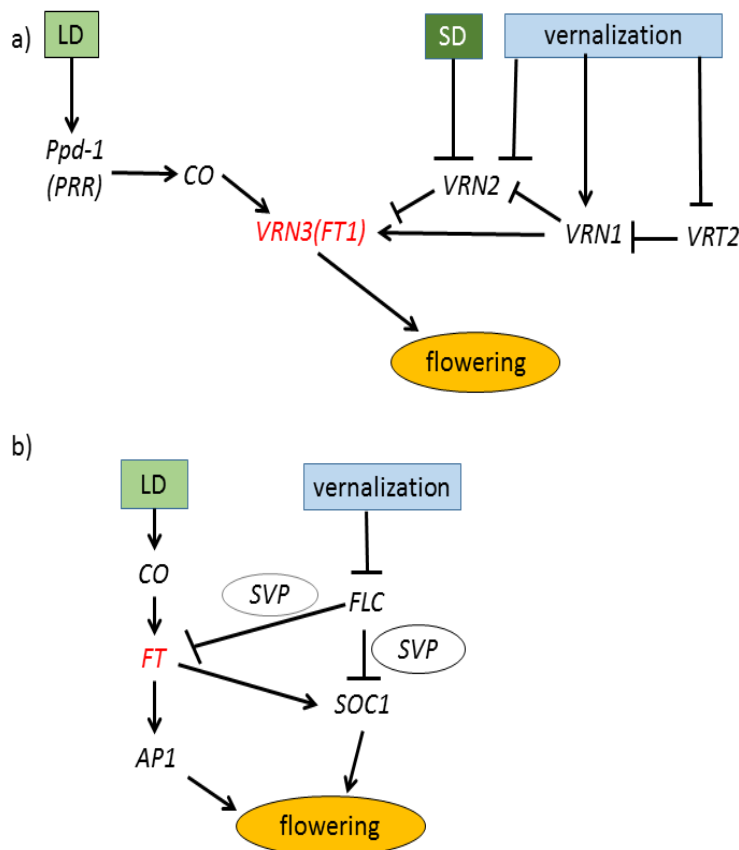 a)
LD
SD
vernalization
Ppd-1
(PRR)
CO
VRN2
VRN3(FT1)
VRN1
VRT2
flowering
b)
LD
vernalization
CO
SVP
FLC
FT
SVP
SOC1
AP1
flowering